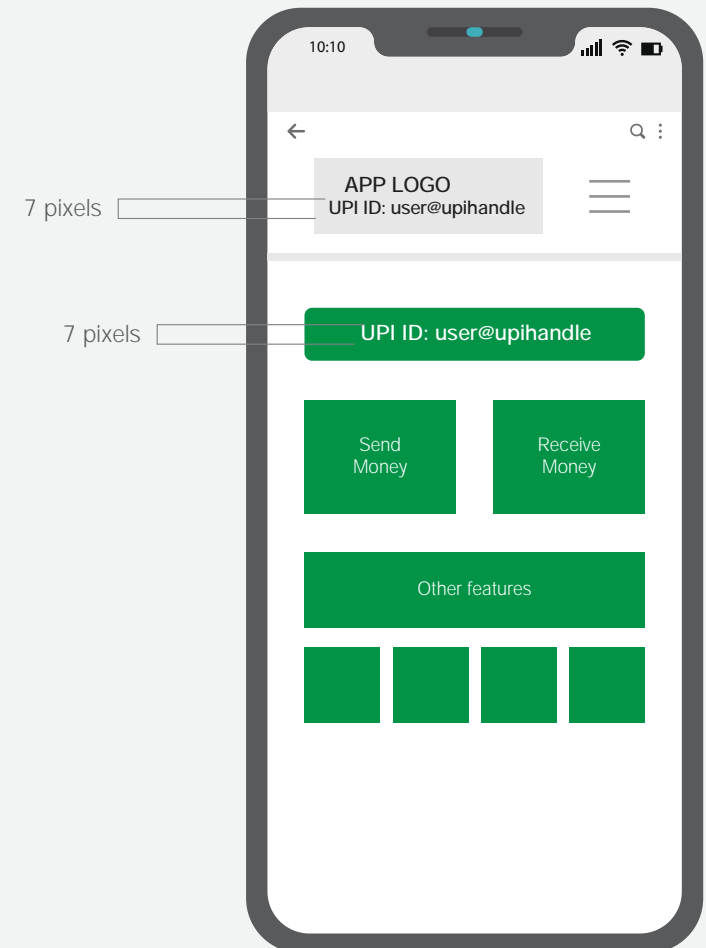 10:10
APP LOGO
7 pixels
UPI ID: user@upihandle
7 pixels
UPI ID: user@upihandle
Send
Money
Receive
Money
Other features